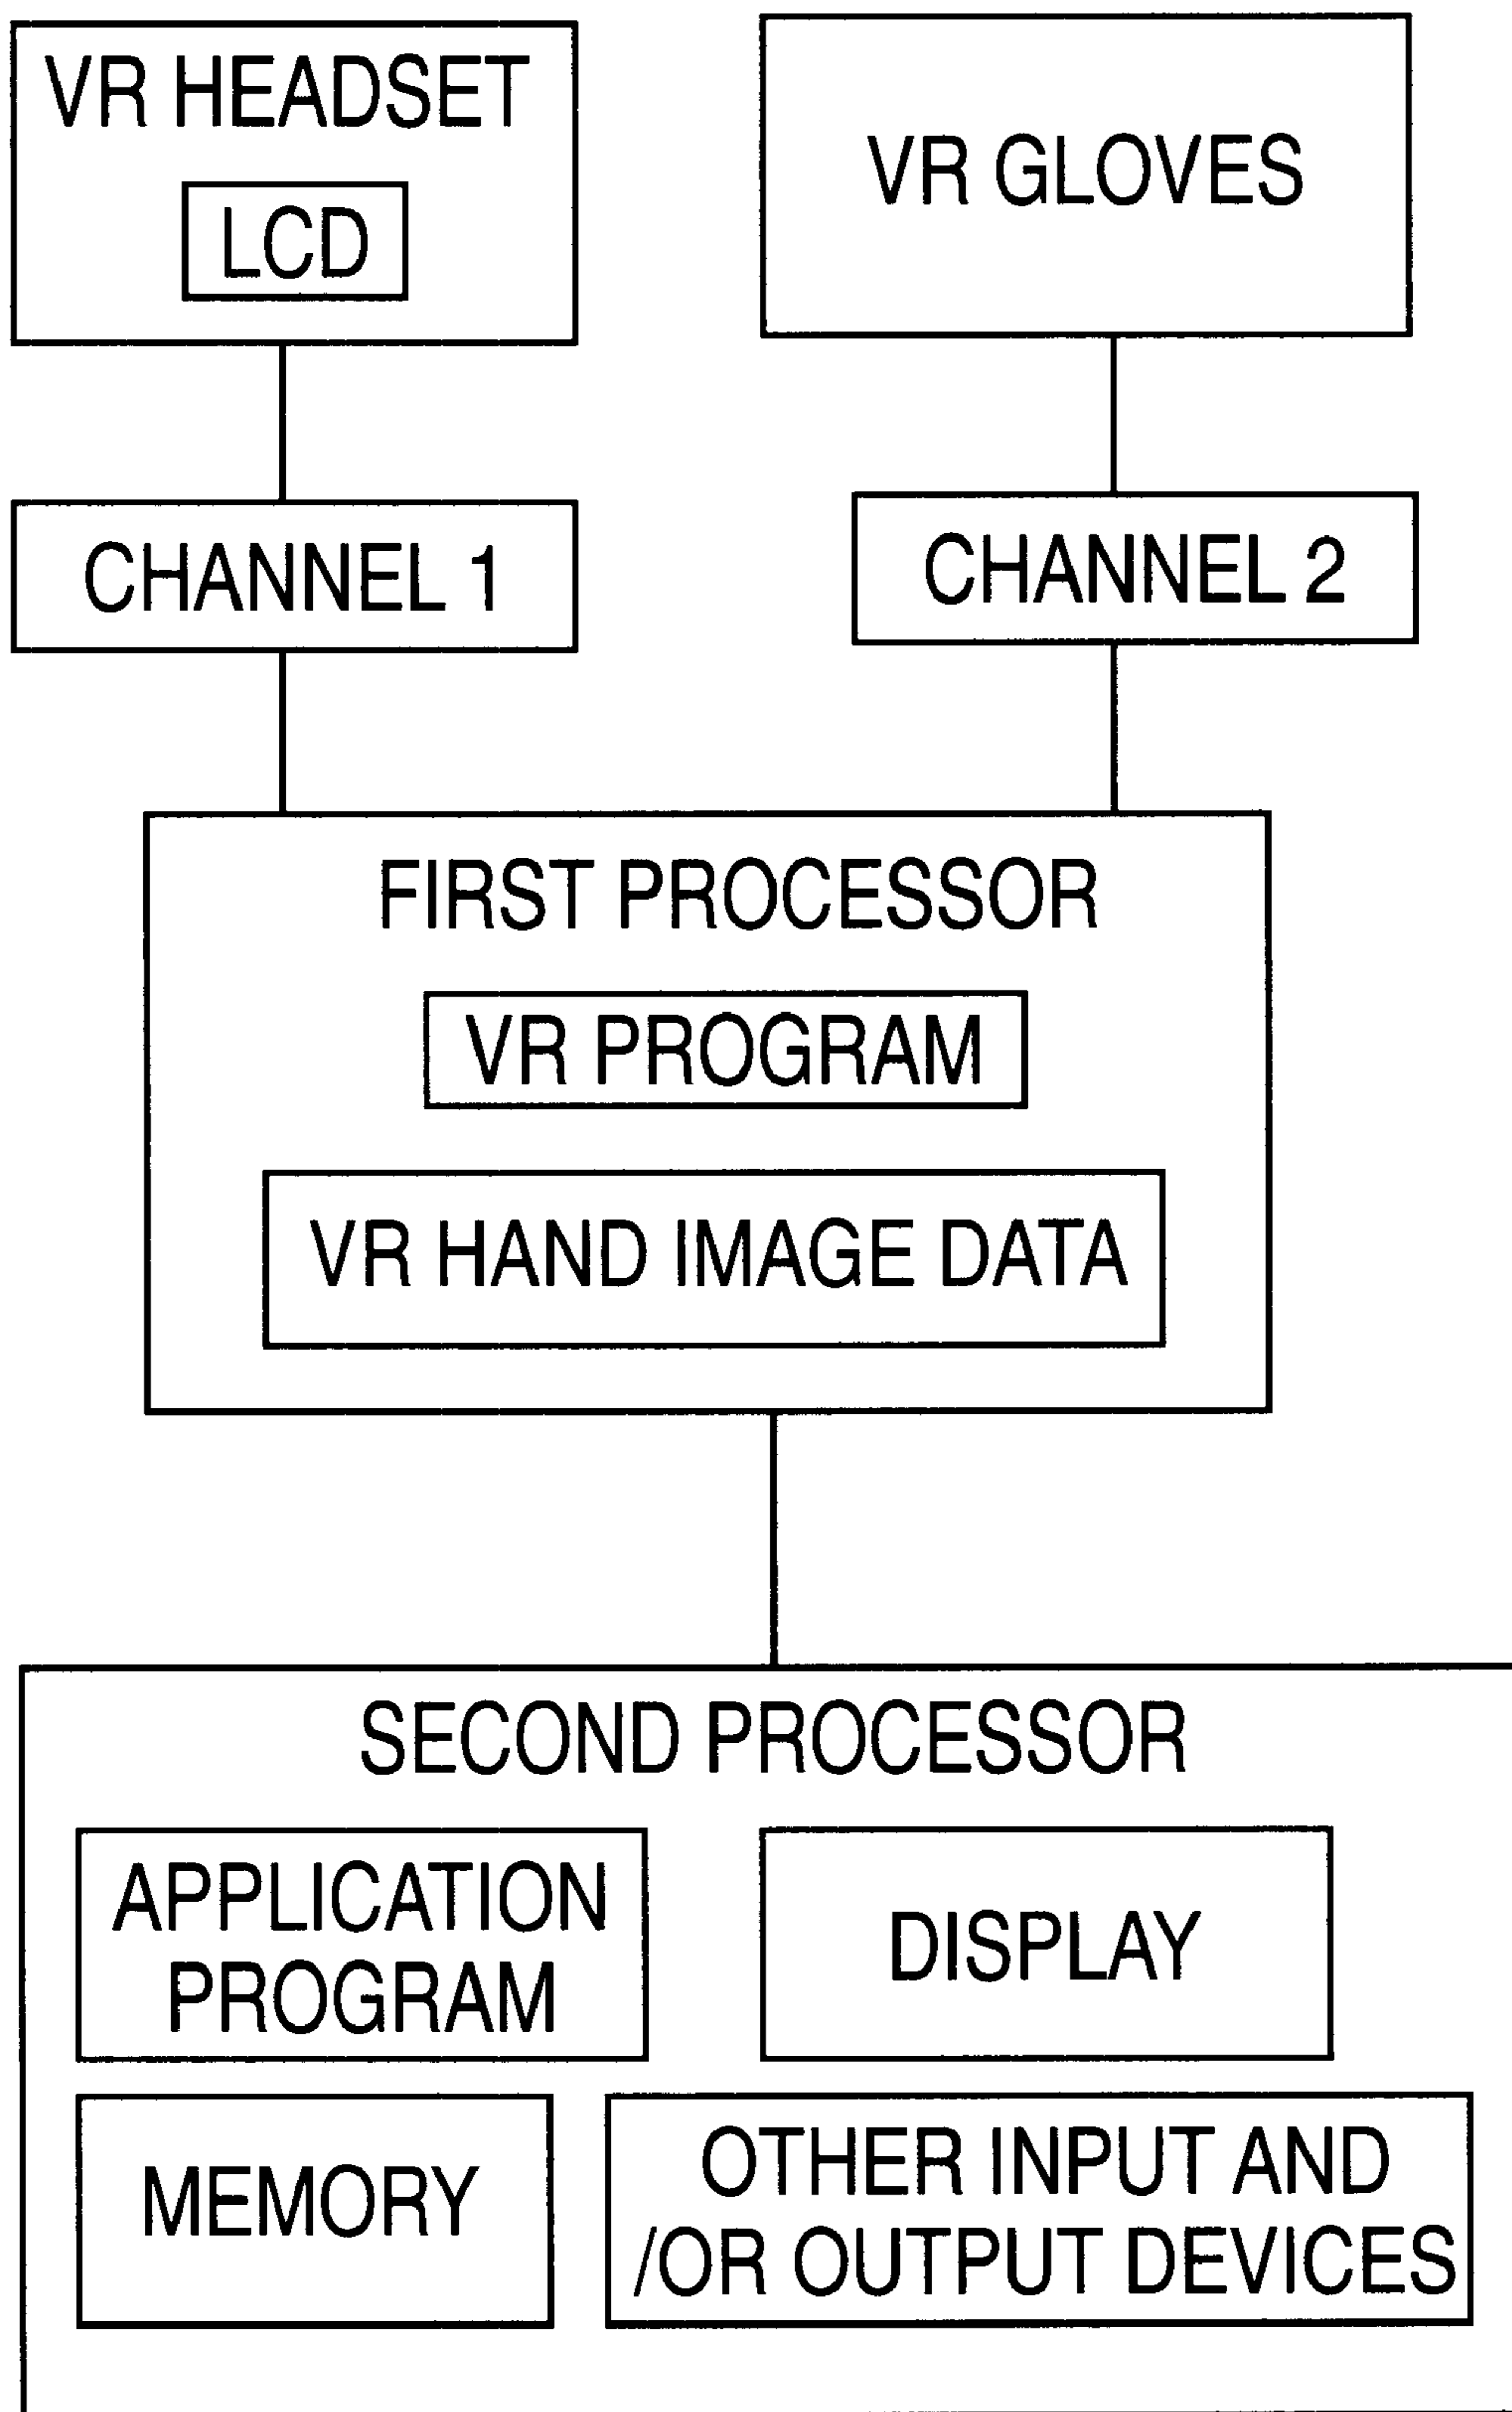 VR HEADSET
LCD
VR GLOVES
CHANNEL 1
CHANNEL 2
FIRST PROCESSOR
VR PROGRAM
VR HAND IMAGE DATA
SECOND PROCESSOR
APPLICATION
PROGRAM
DISPLAY
MEMORY
OTHER INPUT AND
/OR OUTPUT DEVICES